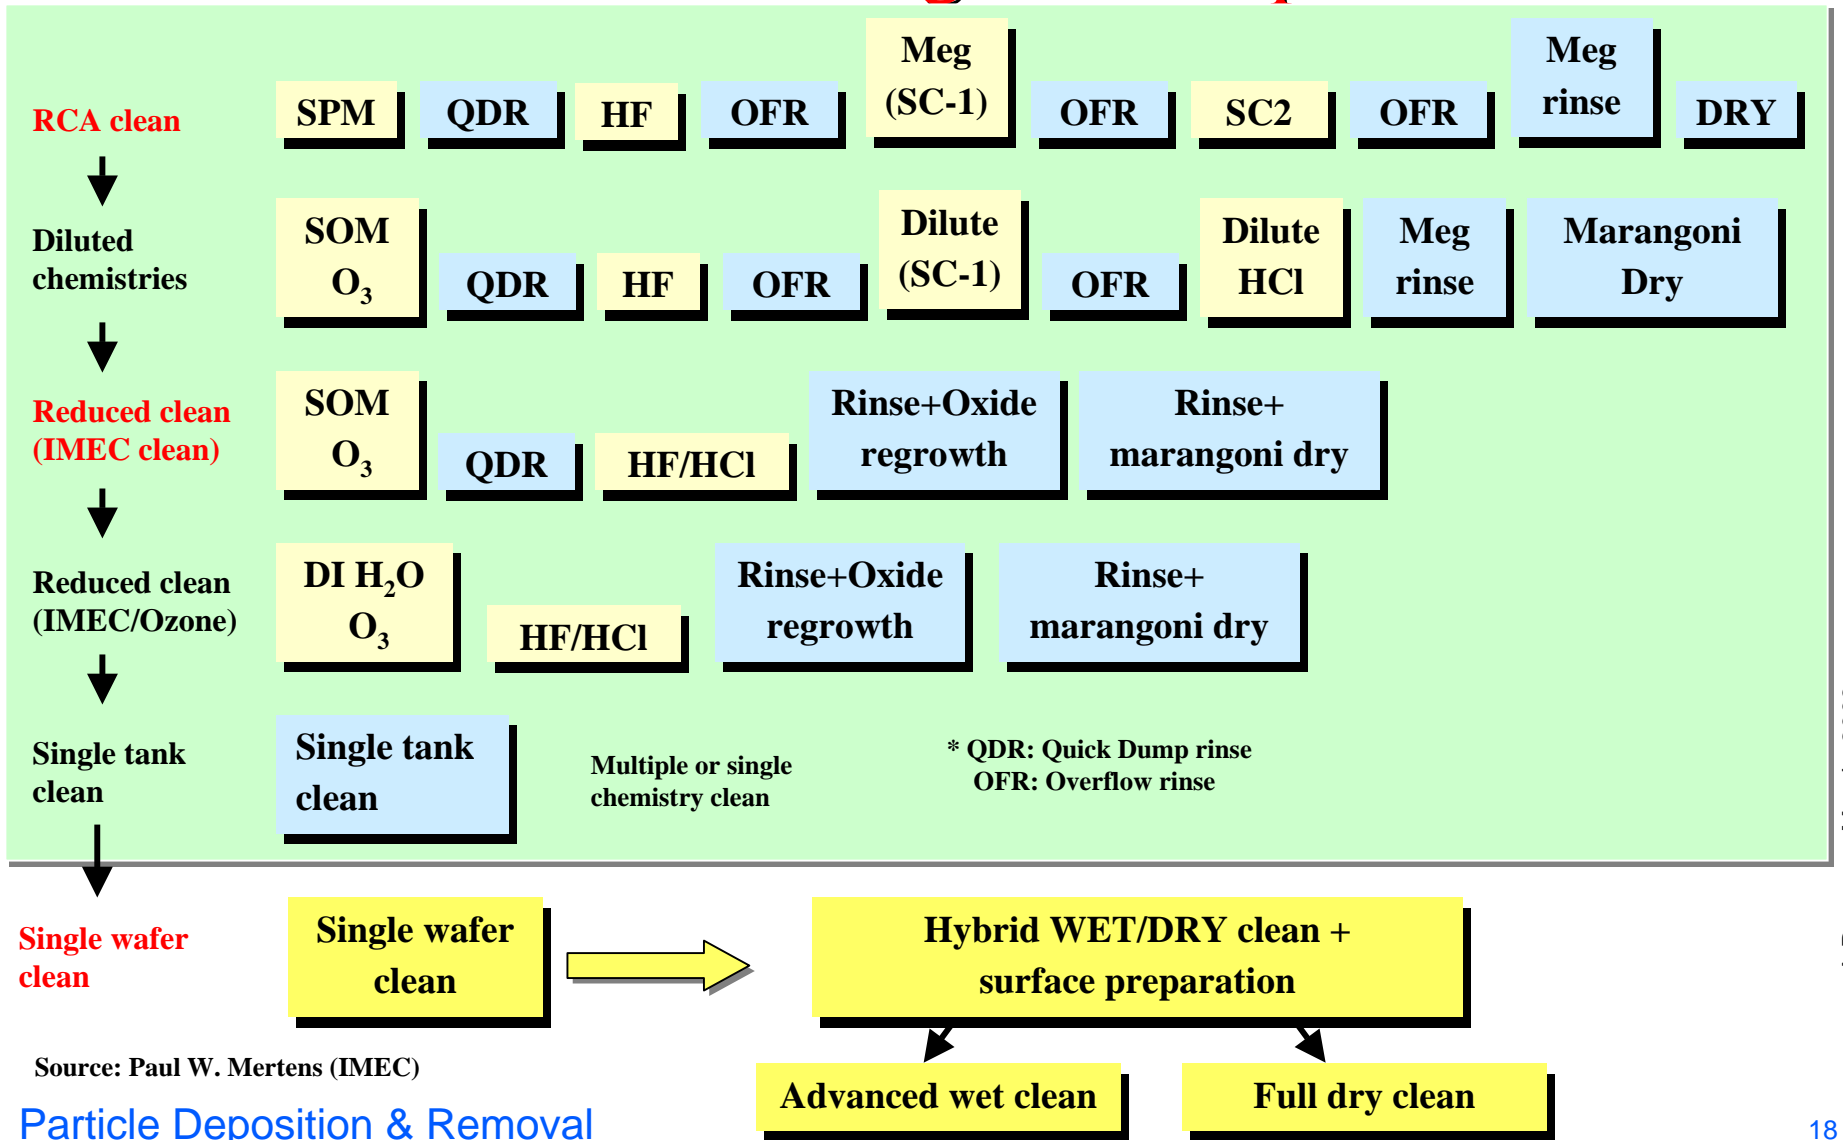 RCA clean
SPM
QDR
HF
OFR
Meg
(SC-1)
OFR
SC2
OFR
Meg
rinse
DRY
Diluted
chemistries
SOM
O₃
QDR
HF
OFR
Dilute
(SC-1)
OFR
Dilute
HCl
Meg
rinse
Marangoni
Dry
Reduced clean
(IMEC clean)
SOM
O₃
QDR
HF/HCl
Rinse+Oxide
regrowth
Rinse+
marangoni dry
Reduced clean
(IMEC/Ozone)
DI H₂O
O₃
HF/HCl
Rinse+Oxide
regrowth
Rinse+
marangoni dry
Single tank
clean
Single tank
clean
Multiple or single
chemistry clean
* QDR: Quick Dump rinse
OFR: Overflow rinse
Single wafer
clean
Single wafer
clean
Hybrid WET/DRY clean +
surface preparation
Advanced wet clean
Full dry clean
Source: Paul W. Mertens (IMEC)
Particle Deposition & Removal
18